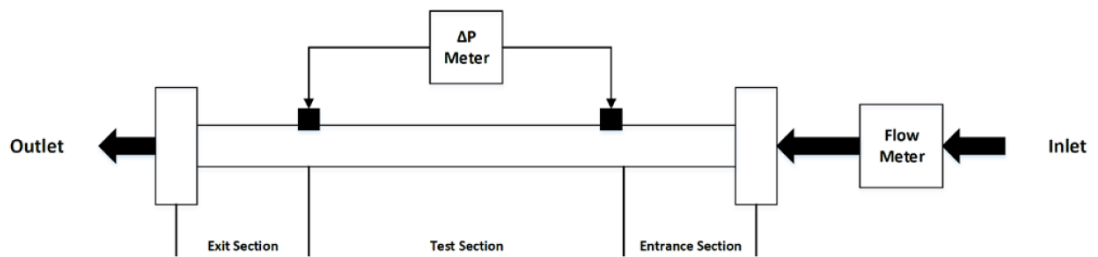 ΔP
Meter
Outlet
Flow
Meter
Inlet
Exit Section
Test Section
Entrance Section